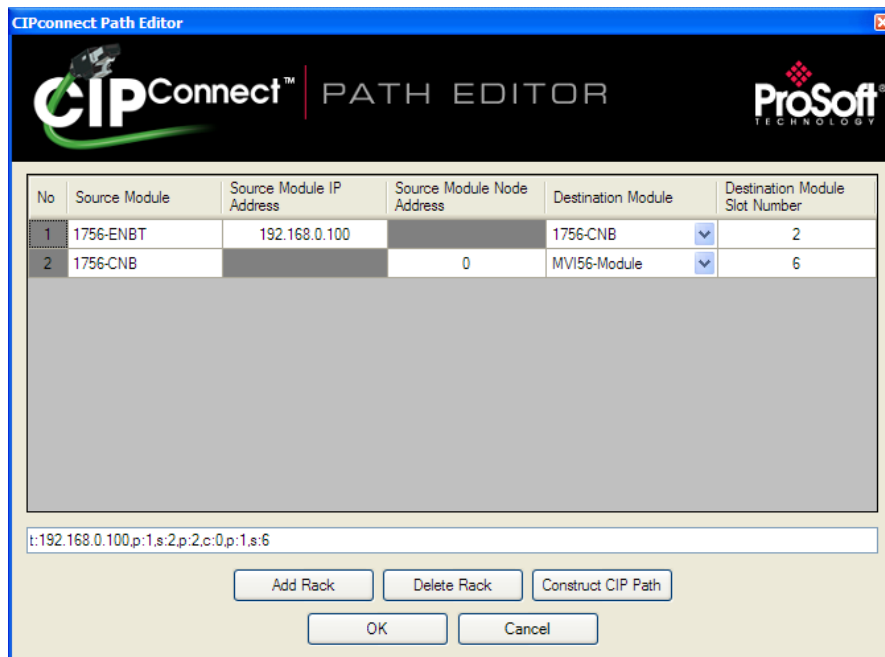 CIPconnect Path Editor
CIPConnect™ PATH EDITOR
ProSoft®
TECHNOLOGY
No Source Module Source Module IP Address Source Module Node Address Destination Module Destination Module Slot Number
1 1756-ENBT 192.168.0.100 1756-CNB 2
2 1756-CNB 0 MVI56-Module 6
t:192.168.0.100,p:1,s:2,p:2,c:0,p:1,s:6
Add Rack Delete Rack Construct CIP Path
OK Cancel